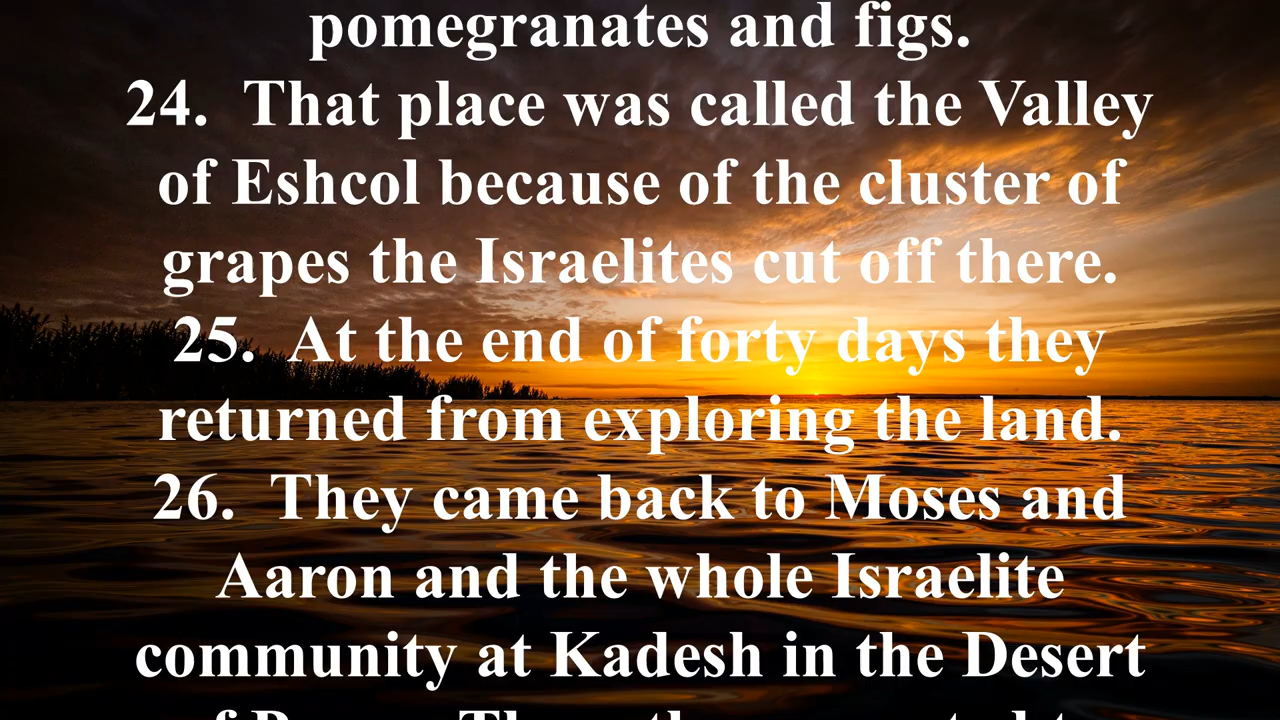 pomegranates and figs.
24. That place was called the Valley
of Eshcol because of the cluster of
grapes the Israelites cut off there.
25. At the end of forty days they
returned from exploring the land.
26. They came back to Moses and
Aaron and the whole Israelite
community at Kadesh in the Desert